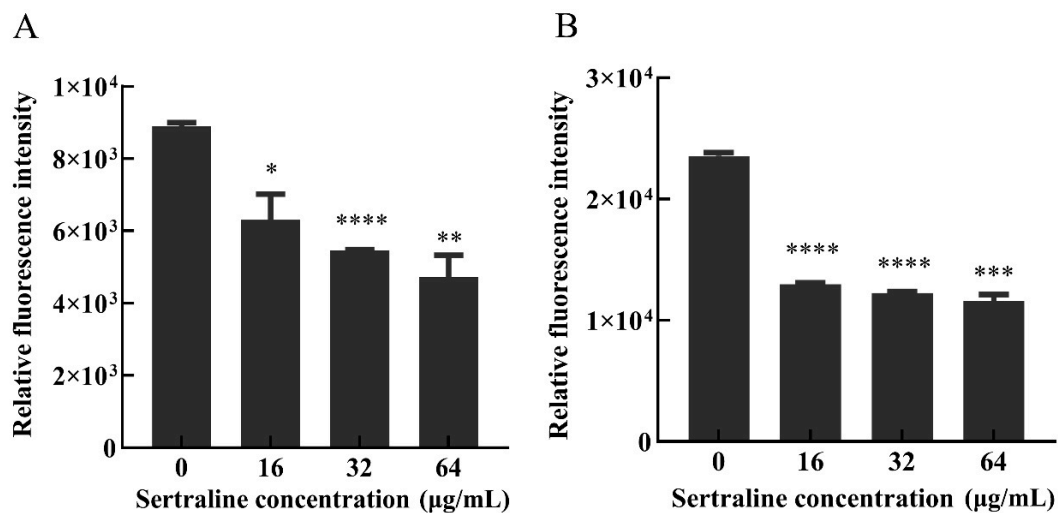 A
Relative fluorescence intensity
1×10⁴
8×10³
6×10³
4×10³
2×10³
0
*
****
**
0 16 32 64
Sertraline concentration (μg/mL)
B
Relative fluorescence intensity
3×10⁴
2×10⁴
1×10⁴
0
****
****
***
0 16 32 64
Sertraline concentration (μg/mL)